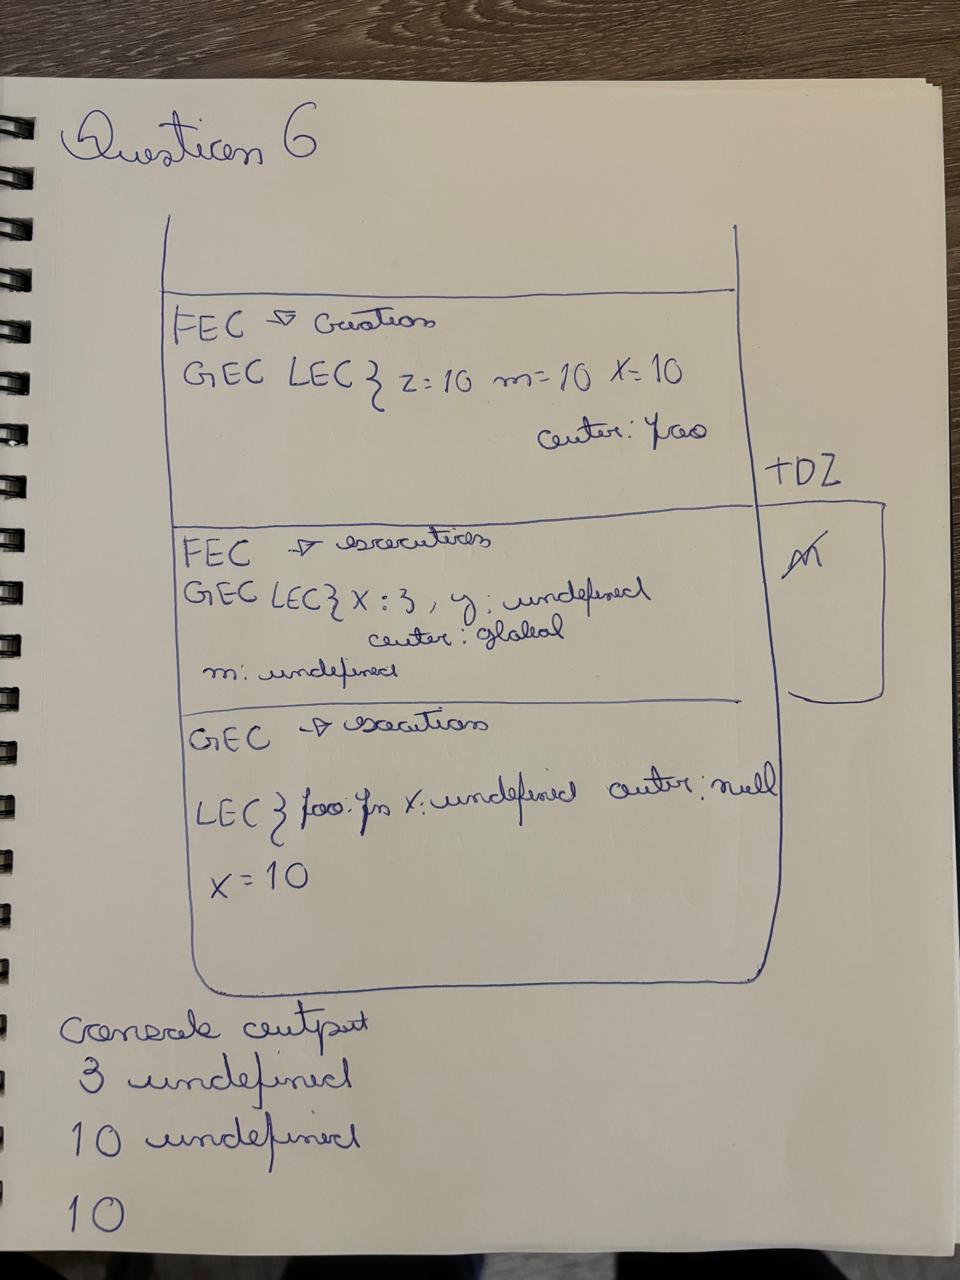 Question 6
FEC → Creation
GEC LEC } z=10 m=10 x=10
outer: foo
TDZ
FEC → execution
m
GEC LEC } x: 3, y: undefined
outer: global
m: undefined
GEC → execution
LEC } foo: fn x: undefined outer: null
x = 10
Console output
3 undefined
10 undefined
10